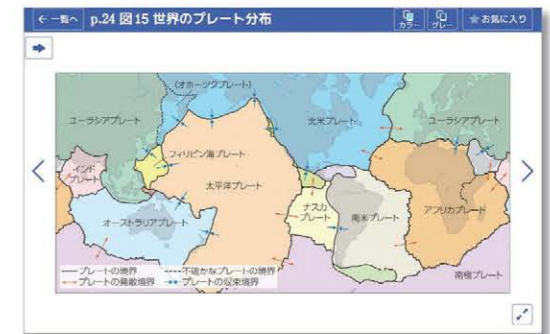 ←一覧へ p.24 図15 世界のプレート分布
カラー グレー ★お気に入り
(オホーツクプレート)
ユーラシアプレート
北米プレート
ユーラシアプレート
フィリピン海プレート
インド
プレート
太平洋プレート
ナスカ
プレート
南米プレート
アフリカプレート
オーストラリアプレート
プレートの境界 不確かなプレートの境界
プレートの発散境界 プレートの収束境界
南極プレート